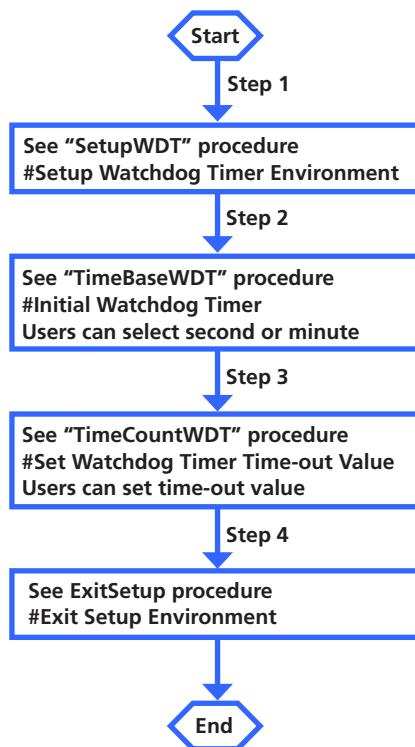 Start
Step 1
See “SetupWDT” procedure
#Setup Watchdog Timer Environment
Step 2
See “TimeBaseWDT” procedure
#Initial Watchdog Timer
Users can select second or minute
Step 3
See “TimeCountWDT” procedure
#Set Watchdog Timer Time-out Value
Users can set time-out value
Step 4
See ExitSetup procedure
#Exit Setup Environment
End